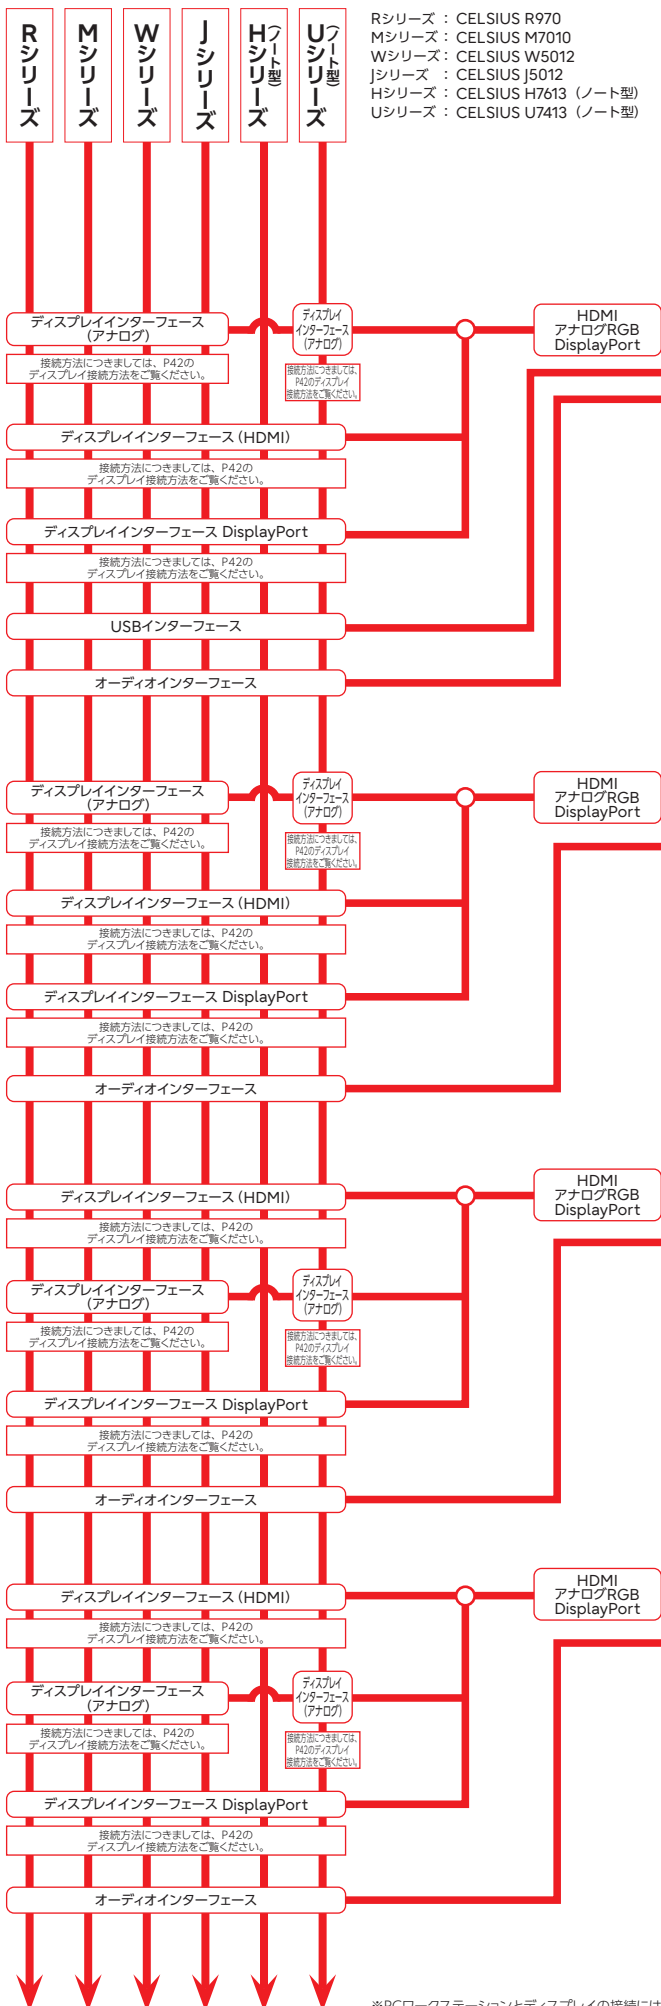 Rシリーズ
Mシリーズ
Wシリーズ
Jシリーズ
Hシリーズ
(ノート型)
Uシリーズ
(ノート型)
Rシリーズ ： CELSIUS R970
Mシリーズ： CELSIUS M7010
Wシリーズ： CELSIUS W5012
Jシリーズ ： CELSIUS J5012
Hシリーズ： CELSIUS H7613（ノート型）
Uシリーズ ： CELSIUS U7413（ノート型）
ディスプレイインターフェース
(アナログ)
ディスプレイ
インターフェース
(アナログ)
HDMI
アナログRGB
DisplayPort
接続方法につきましては、P42の
ディスプレイ接続方法をご覧ください。
接続方法につきましては、
P42のディスプレイ
接続方法をご覧ください。
ディスプレイインターフェース（HDMI）
接続方法につきましては、P42の
ディスプレイ接続方法をご覧ください。
ディスプレイインターフェース DisplayPort
接続方法につきましては、P42の
ディスプレイ接続方法をご覧ください。
USBインターフェース
オーディオインターフェース
ディスプレイインターフェース
(アナログ)
ディスプレイ
インターフェース
(アナログ)
HDMI
アナログRGB
DisplayPort
接続方法につきましては、P42の
ディスプレイ接続方法をご覧ください。
接続方法につきましては、
P42のディスプレイ
接続方法をご覧ください。
ディスプレイインターフェース（HDMI）
接続方法につきましては、P42の
ディスプレイ接続方法をご覧ください。
ディスプレイインターフェース DisplayPort
接続方法につきましては、P42の
ディスプレイ接続方法をご覧ください。
オーディオインターフェース
ディスプレイインターフェース（HDMI）
HDMI
アナログRGB
DisplayPort
接続方法につきましては、P42の
ディスプレイ接続方法をご覧ください。
ディスプレイインターフェース
(アナログ)
ディスプレイ
インターフェース
(アナログ)
接続方法につきましては、P42の
ディスプレイ接続方法をご覧ください。
接続方法につきましては、
P42のディスプレイ
接続方法をご覧ください。
ディスプレイインターフェース DisplayPort
接続方法につきましては、P42の
ディスプレイ接続方法をご覧ください。
オーディオインターフェース
ディスプレイインターフェース（HDMI）
HDMI
アナログRGB
DisplayPort
接続方法につきましては、P42の
ディスプレイ接続方法をご覧ください。
ディスプレイインターフェース
(アナログ)
ディスプレイ
インターフェース
(アナログ)
接続方法につきましては、P42の
ディスプレイ接続方法をご覧ください。
接続方法につきましては、
P42のディスプレイ
接続方法をご覧ください。
ディスプレイインターフェース DisplayPort
接続方法につきましては、P42の
ディスプレイ接続方法をご覧ください。
オーディオインターフェース
※PCワークステーションとディスプレイの接続には